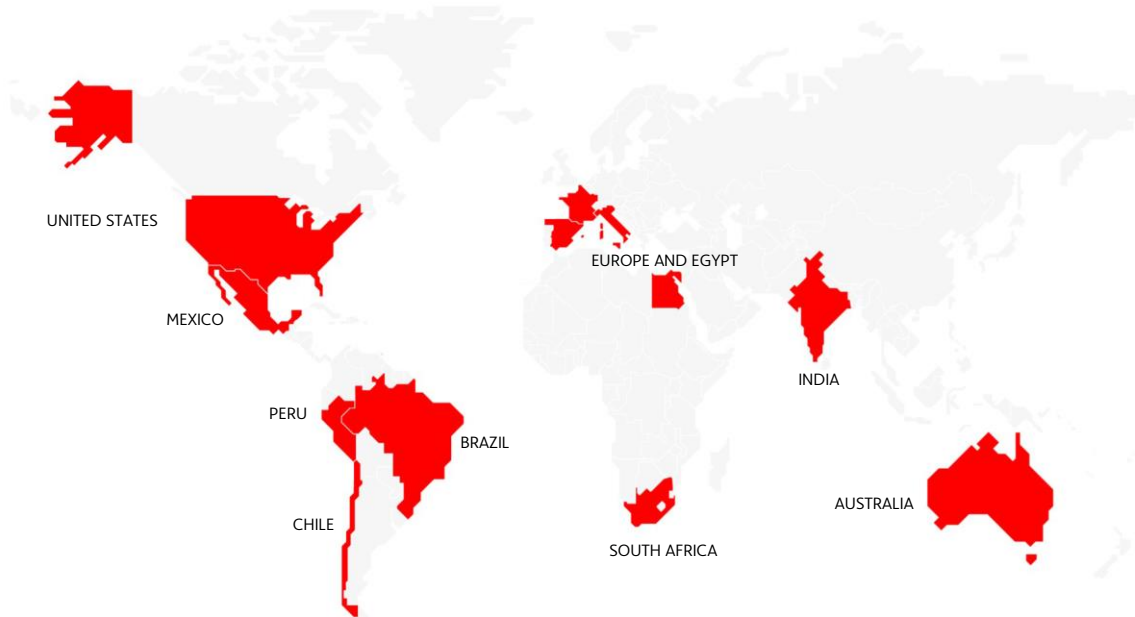 UNITED STATES
EUROPE AND EGYPT
MEXICO
INDIA
PERU
BRAZIL
AUSTRALIA
CHILE
SOUTH AFRICA